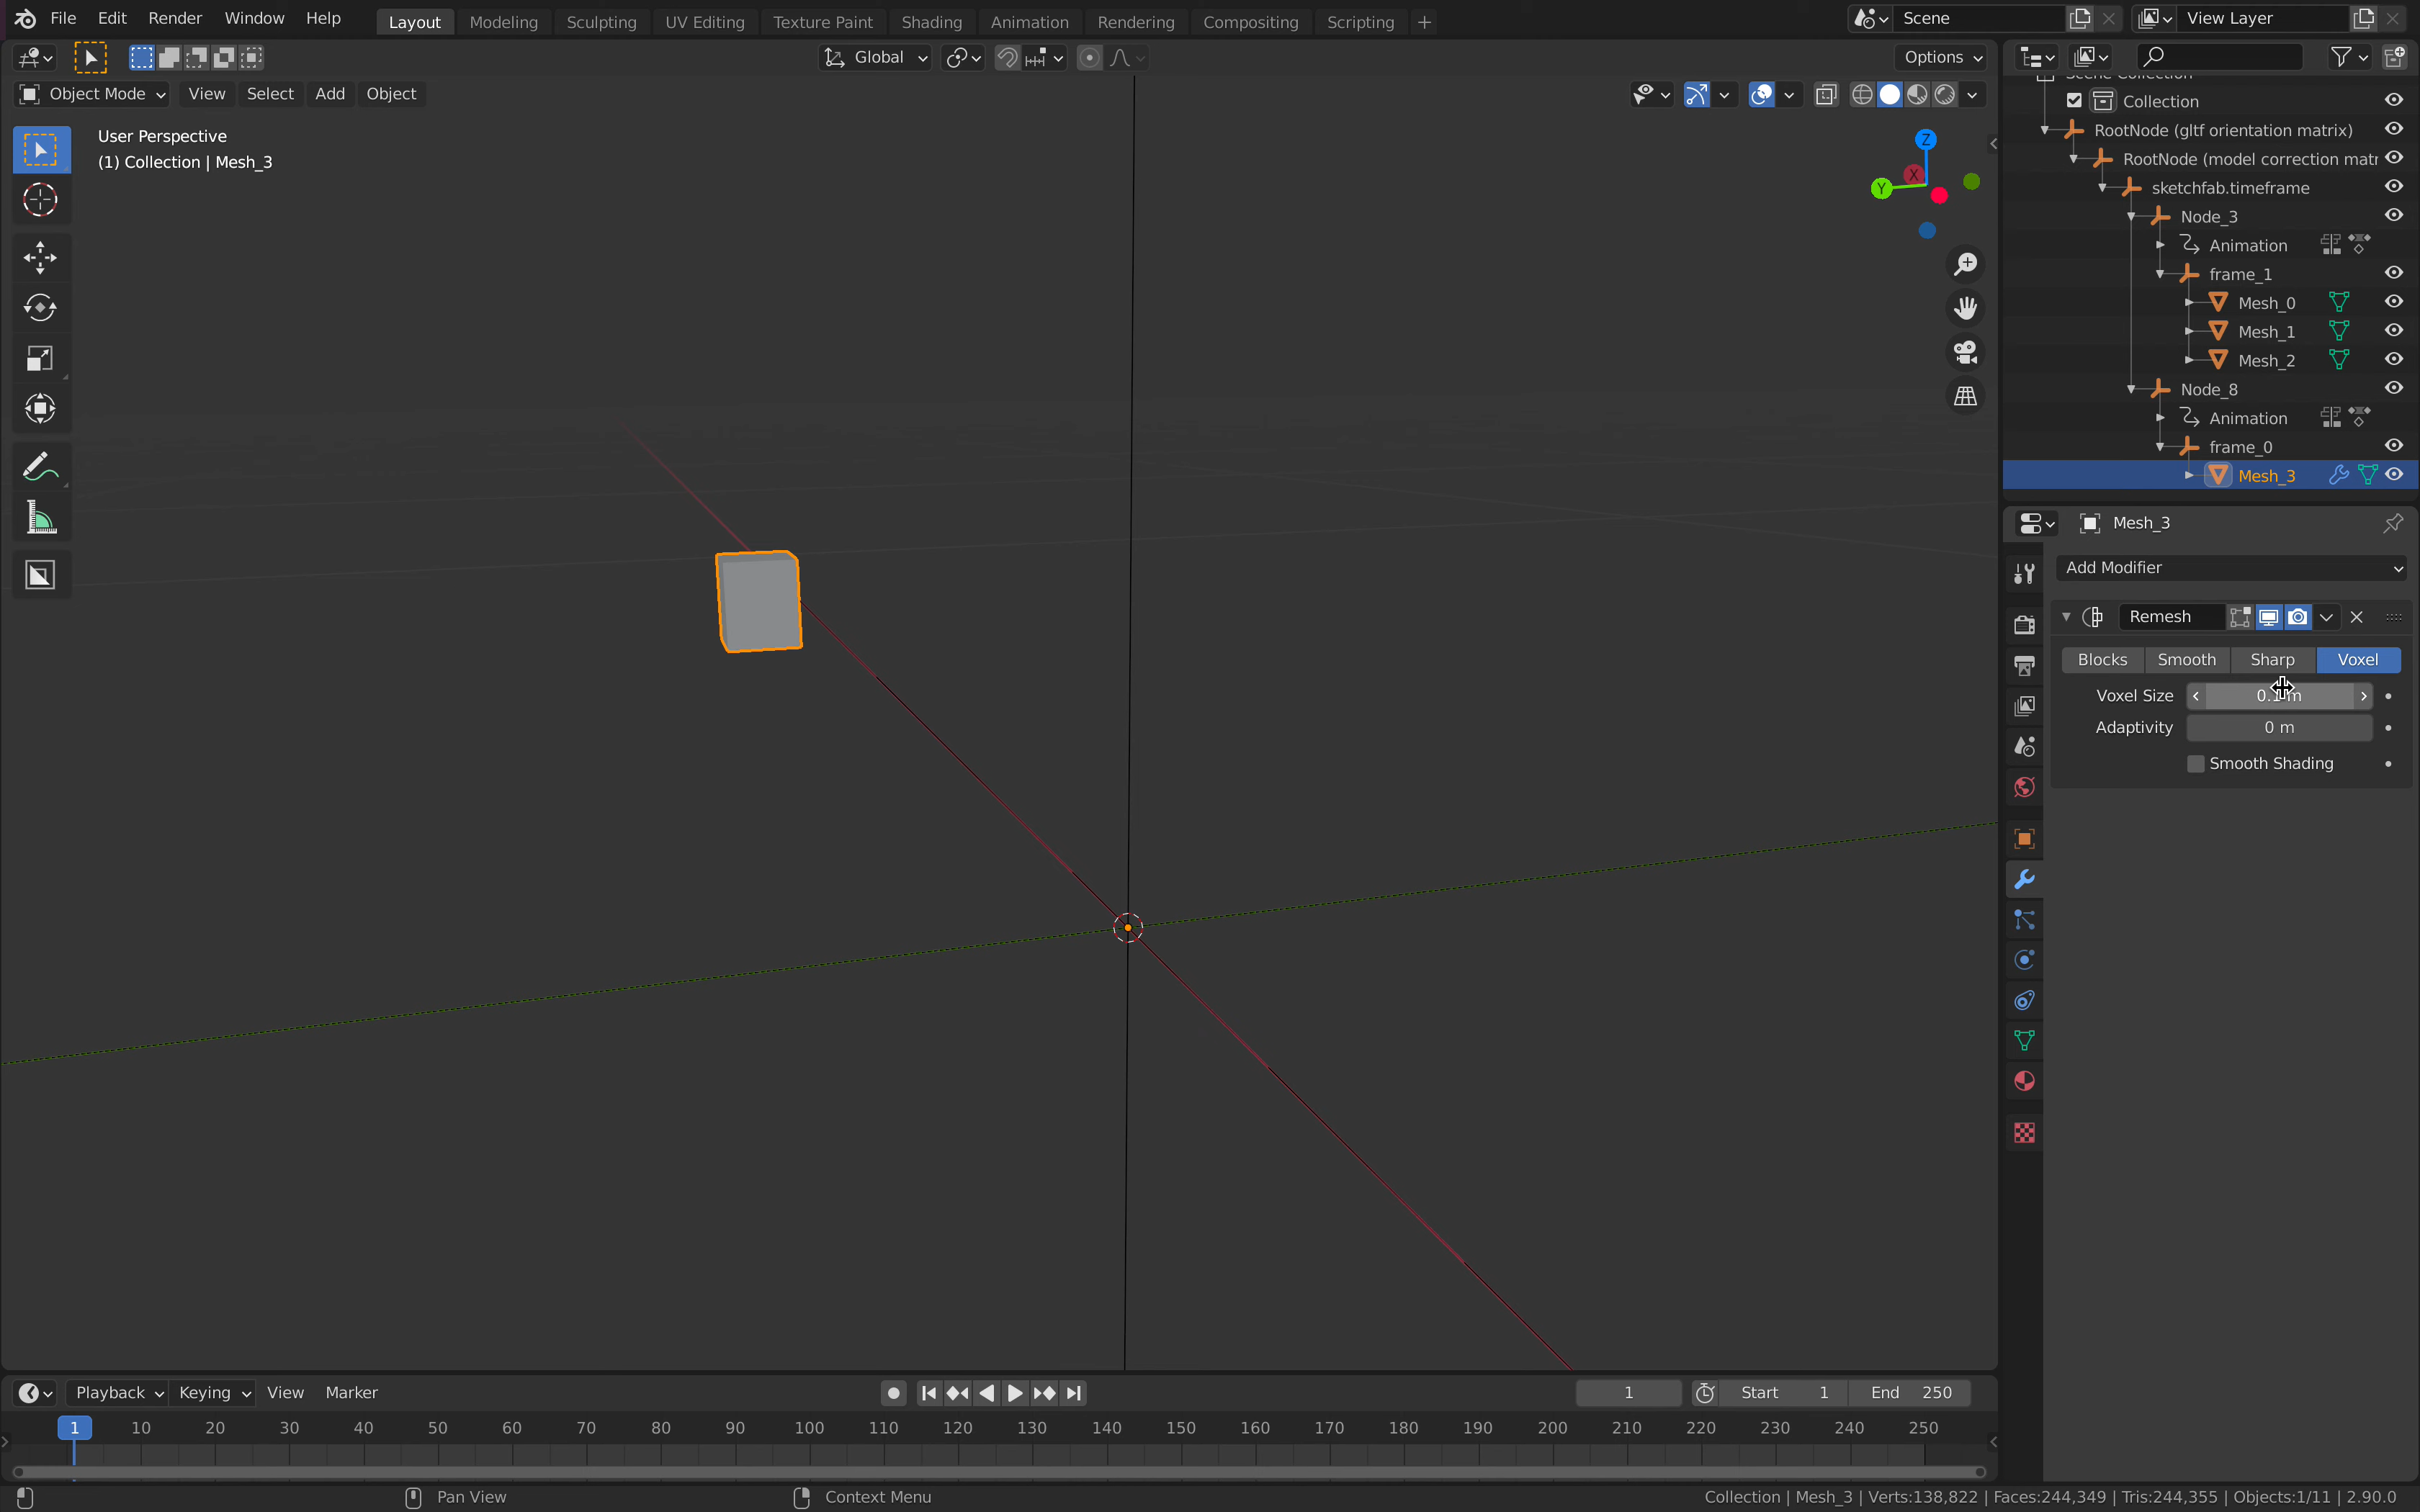 File Edit Render Window Help Layout Modeling Sculpting UV Editing Texture Paint Shading Animation Rendering Compositing Scripting + Scene View Layer
Global Options
Object Mode View Select Add Object
User Perspective
(1) Collection | Mesh_3
Z
X
Y
Scene Collection
Collection
RootNode (gltf orientation matrix)
RootNode (model correction matr
sketchfab.timeframe
Node_3
Animation
frame_1
Mesh_0
Mesh_1
Mesh_2
Node_8
Animation
frame_0
Mesh_3
Mesh_3
Add Modifier
Remesh
Blocks Smooth Sharp Voxel
Voxel Size
Adaptivity 0 m
Smooth Shading
Playback Keying View Marker 1 Start 1 End 250
1 10 20 30 40 50 60 70 80 90 100 110 120 130 140 150 160 170 180 190 200 210 220 230 240 250
Pan View Context Menu Collection | Mesh_3 | Verts:138,822 | Faces:244,349 | Tris:244,355 | Objects:1/11 | 2.90.0